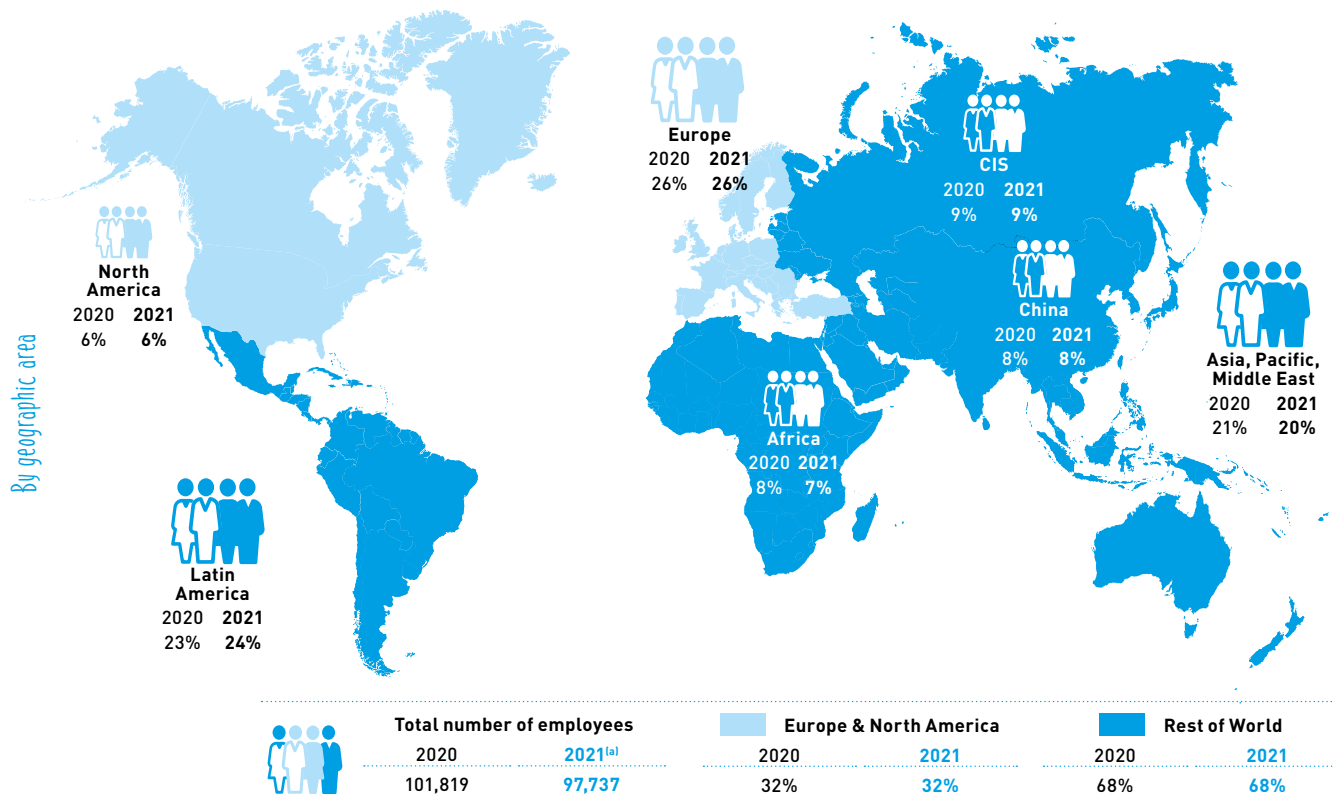 By geographic area
Europe
2020 2021
26% 26%
CIS
2020 2021
9% 9%
North
America
2020 2021
6% 6%
China
2020 2021
8% 8%
Asia, Pacific,
Middle East
2020 2021
21% 20%
Africa
2020 2021
8% 7%
Latin
America
2020 2021
23% 24%
Total number of employees
2020 2021(a)
101,819 97,737
Europe & North America
2020 2021
32% 32%
Rest of World
2020 2021
68% 68%